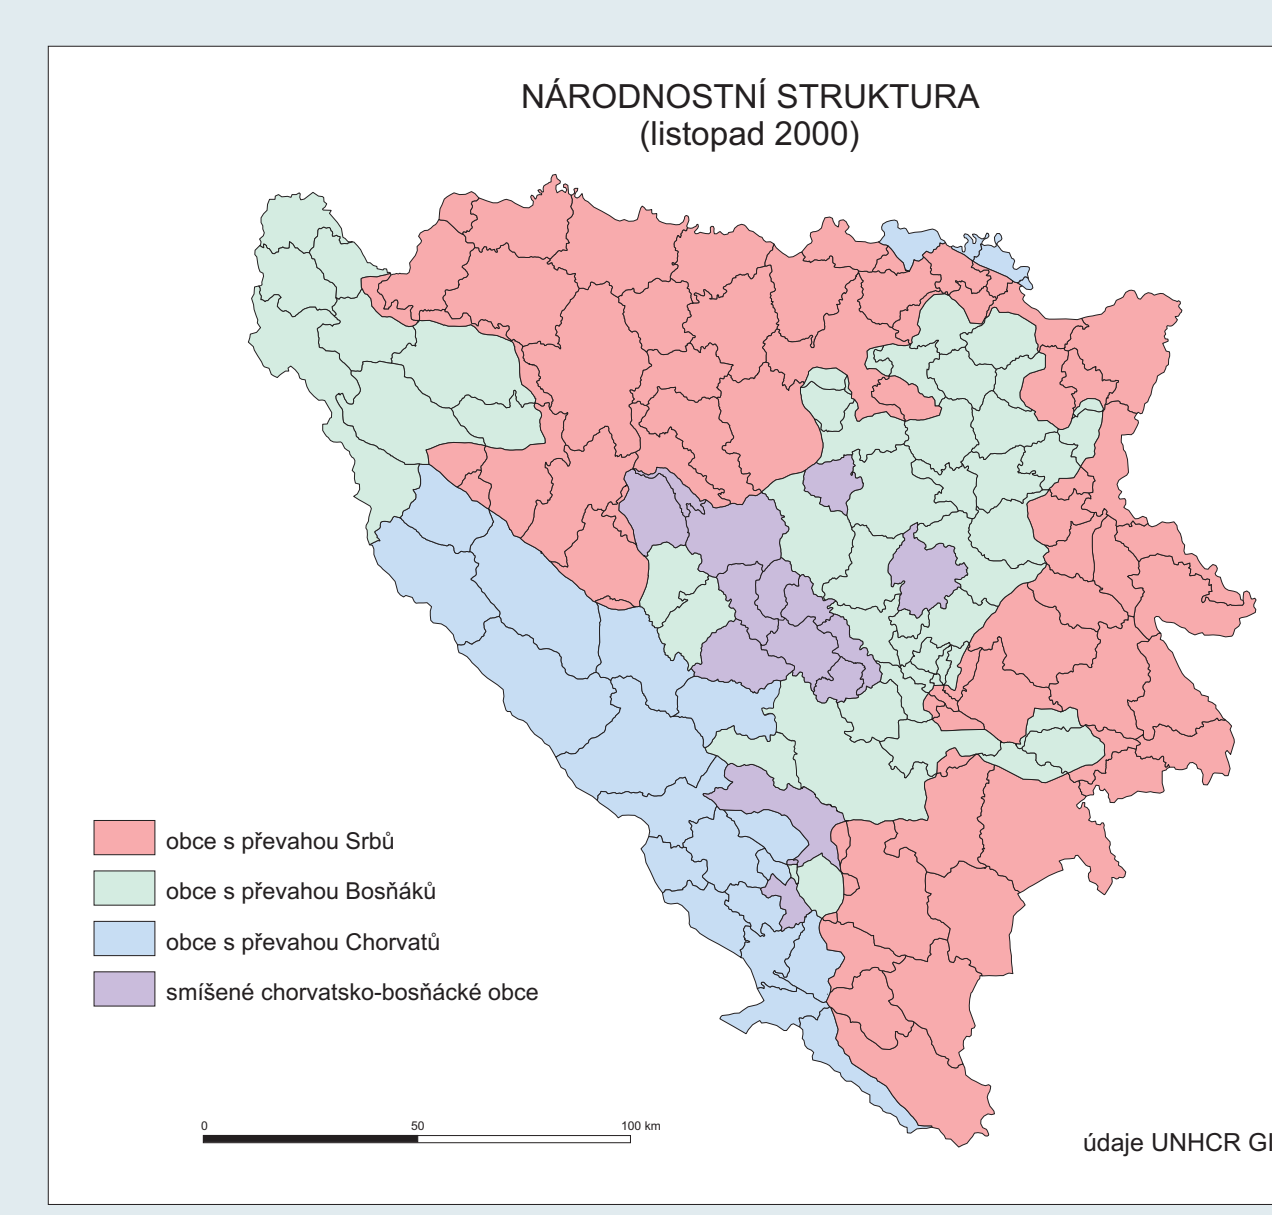 NÁRODNOSTNÍ STRUKTURA
(listopad 2000)
obce s převahou Srbů
obce s převahou Bosňáků
obce s převahou Chorvatů
smíšené chorvatsko-bosňácké obce
0 50 100 km
údaje UNHCR